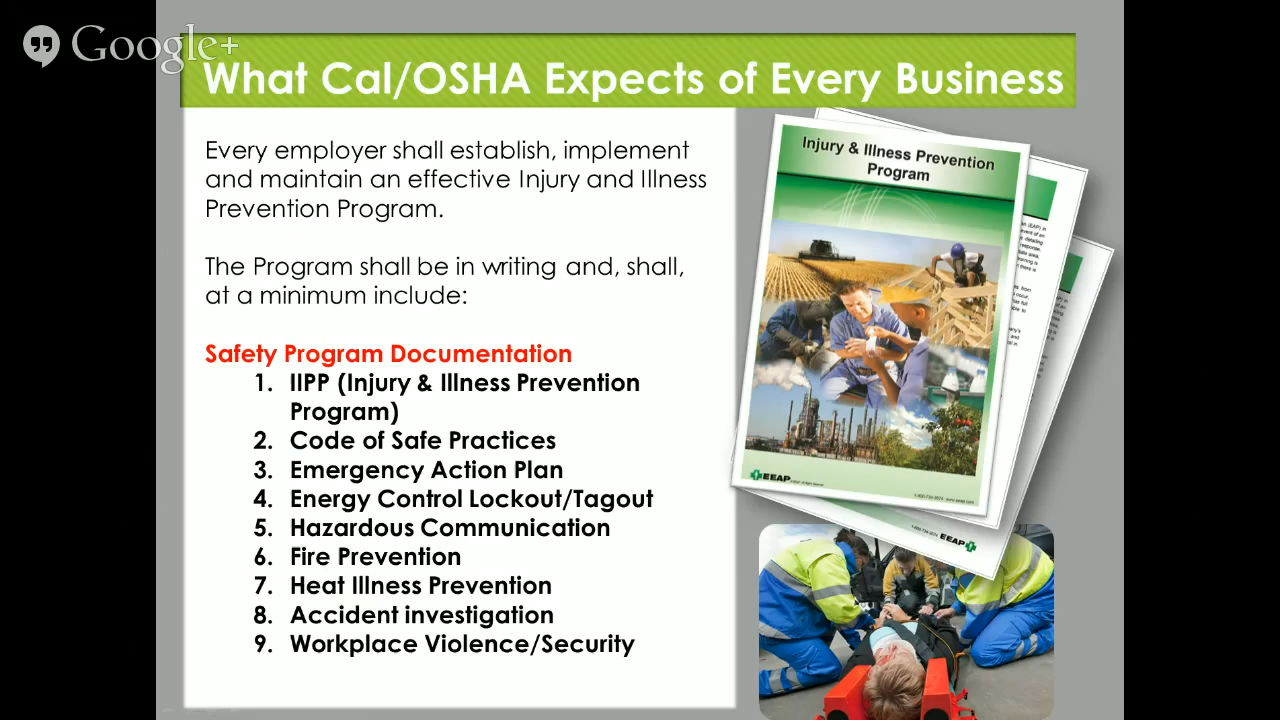 Google+
What Cal/OSHA Expects of Every Business
Every employer shall establish, implement
and maintain an effective Injury and Illness
Prevention Program.
The Program shall be in writing and, shall,
at a minimum include:
Safety Program Documentation
1. IIPP (Injury & Illness Prevention
Program)
2. Code of Safe Practices
3. Emergency Action Plan
4. Energy Control Lockout/Tagout
5. Hazardous Communication
6. Fire Prevention
7. Heat Illness Prevention
8. Accident investigation
9. Workplace Violence/Security
Injury & Illness Prevention
Program
EEAP
EEAP